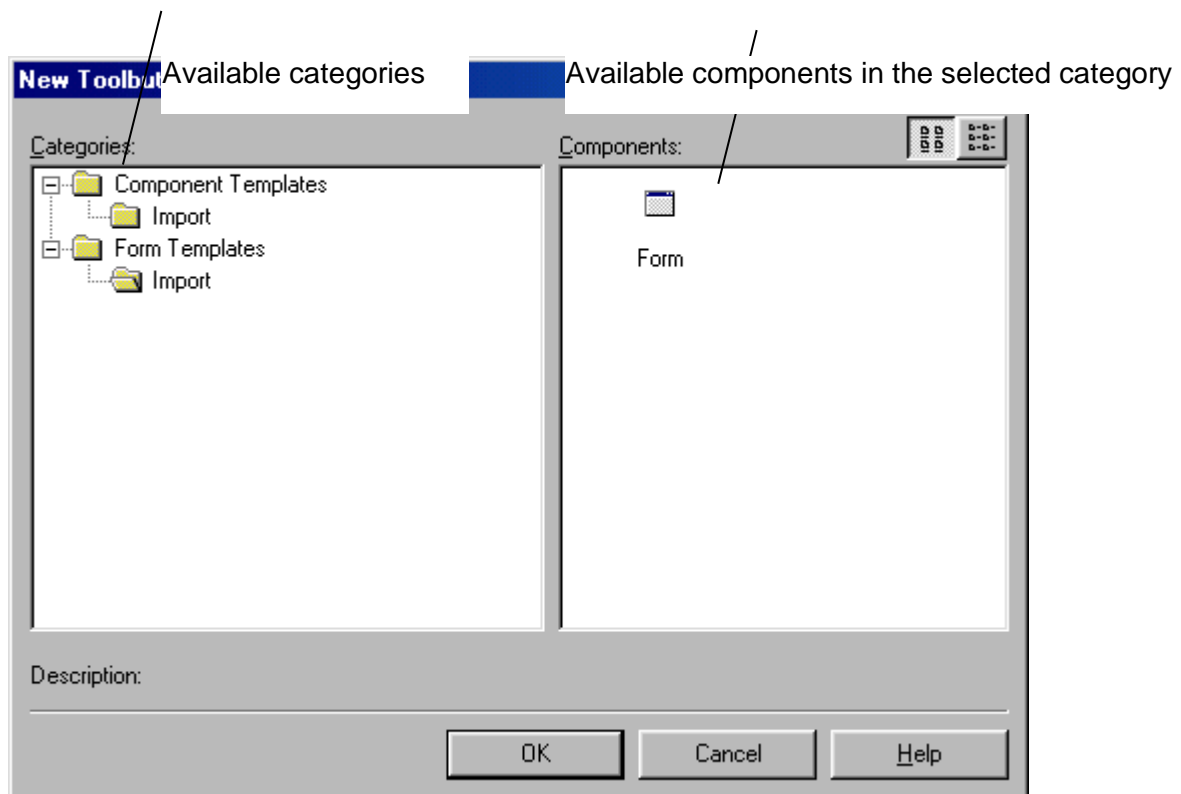 Available categories
Available components in the selected category
New
Categories:
Components:
Component Templates
Import
Form Templates
Import
Form
Description:
OK
Cancel
Help